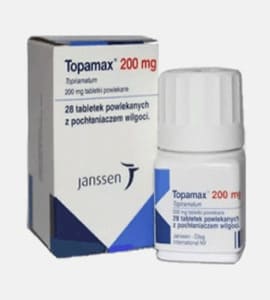 Topamax® 200 mg
Topiramatum
200 mg tabletki powlekane
28 tabletek powlekanych
z pochłaniaczem wilgoci.
janssen
Topamax® 200 mg
Topiramatum
200 mg tabletki powlekane
28 tabletek powlekanych
z pochłaniaczem wilgoci.
Janssen - Cilag
International NV